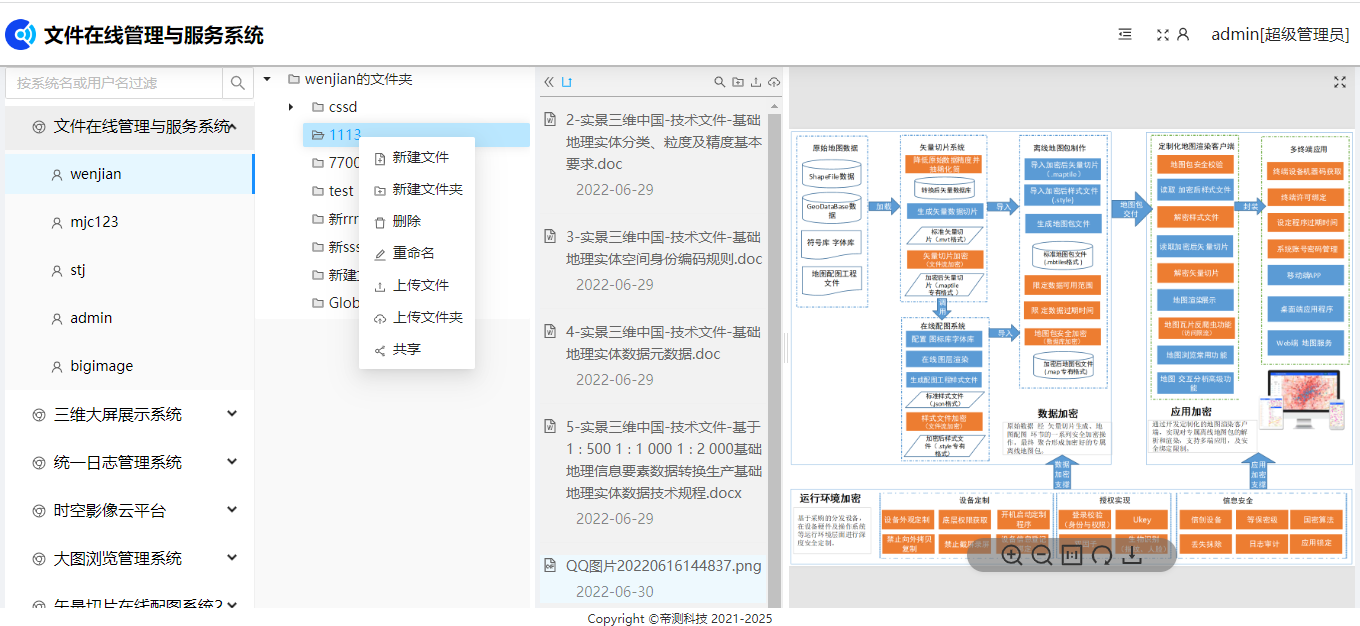 文件在线管理与服务系统
admin[超级管理员]
按系统名或用户名过滤
文件在线管理与服务系统
wenjian
mjc123
stj
admin
bigimage
三维大屏展示系统
统一日志管理系统
时空影像云平台
大图浏览管理系统
矢量切片在线配图系统2
wenjian的文件夹
cssd
1113
7700
test
新rrr
新sss
新建
Glob
新建文件
新建文件夹
删除
重命名
上传文件
上传文件夹
共享
2-实景三维中国-技术文件-基础
地理实体分类、粒度及精度基本
要求.doc
2022-06-29
3-实景三维中国-技术文件-基础
地理实体空间身份编码规则.doc
2022-06-29
4-实景三维中国-技术文件-基础
地理实体数据元数据.doc
2022-06-29
5-实景三维中国-技术文件-基于
1：500 1：1 000 1：2 000基础
地理信息要素数据转换生产基础
地理实体数据技术规程.docx
2022-06-29
QQ图片20220616144837.png
2022-06-30
原始地图数据
ShapeFile数据
GeoDataBase数
据
符号库 字体库
地图配图工程
文件
加载
矢量切片系统
降低原始数据精度并
抽稀化简
转换后矢量数据库
生成矢量数据切片
标准矢量切
片（.mvt格式）
矢量切片加密
（文件流加密）
加密后矢量切
片（.maptile
专有格式）
调
用
在线配图系统
配置 图标库字体库
在线图层渲染
生成配图工程样式文件
标准样式文件
（.json格式）
样式文件加密
（文件流加密）
加密后样式文
件（.style专有
格式）
导入
导入
离线地图包制作
导入加密后矢量切片
（.maptile）
导入加密后样式文件
(.style)
生成地图包文件
标准地图包文件
(.mbtiles格式)
限定数据可用范围
限 定数据过期时间
地图包安全加密
（数据库加密）
加密后地图包文件
(.map专有格式)
数据加密
原始数据 经 矢量切片生成、地
图配图 环节的一系列安全加密操
作，最终 聚合形成加密好的专属
离线地图包。
地图包
交付
定制化地图渲染客户端
地图包安全校验
读取 加密后样式文件
解密样式文件
读取加密后矢量切片
解密矢量切片
地图渲染展示
地图瓦片反爬虫功能
（访问限流）
地图浏览常用功能
地图 交互分析高级功
能
封装
多终端应用
终端设备机器码获取
终端许可绑定
设定程序过期时间
系统账号密码管理
移动端APP
桌面端应用程序
Web端 地图服务
应用加密
通过开发定制化的地图渲染客户
端，实现对专属离线地图包的解
析和渲染，支持多端应用，及安
全绑定限制。
数据
加密
支撑
应用
加密
支撑
运行环境加密
基于采购的分发设备，
在设备硬件及操作系统
等运行环境层面进行深
度安全定制。
设备定制
设备外观定制
底层权限获取
开机启动定制
程序
禁止向外拷贝
复制
授权实现
登录校验
（身份与权限）
Ukey
信息安全
信创设备
等保密级
国密算法
丢失抹除
日志审计
应用锁定
Copyright ©帝测科技 2021-2025